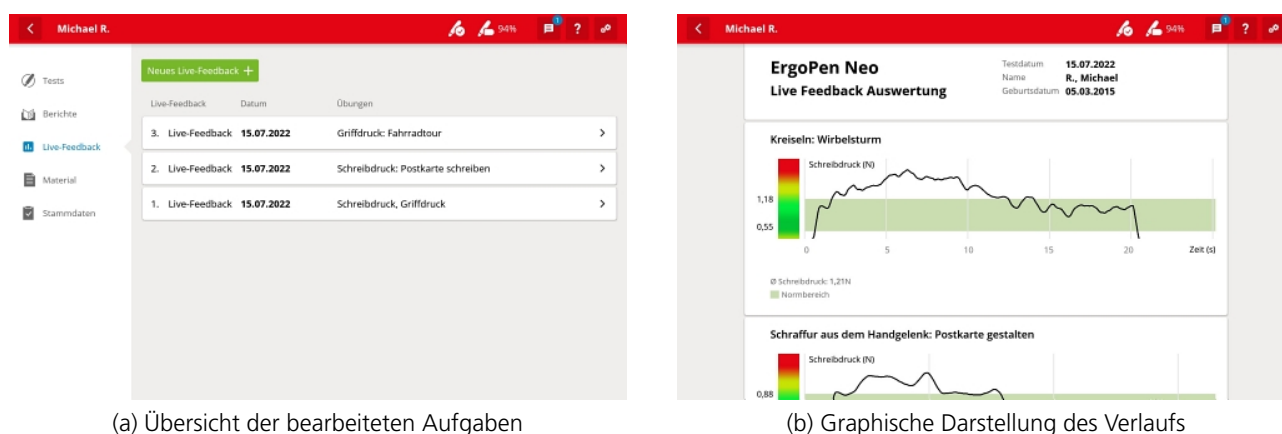 Michael R.
94%
1
?
Tests
Berichte
Live-Feedback
Material
Stammdaten
Neues Live-Feedback +
Live-Feedback Datum Übungen
3. Live-Feedback 15.07.2022 Griffdruck: Fahrradtour
2. Live-Feedback 15.07.2022 Schreibdruck: Postkarte schreiben
1. Live-Feedback 15.07.2022 Schreibdruck, Griffdruck
(a) Übersicht der bearbeiteten Aufgaben
Michael R.
94%
1
?
ErgoPen Neo
Live Feedback Auswertung
Testdatum 15.07.2022
Name R., Michael
Geburtsdatum 05.03.2015
Kreiseln: Wirbelsturm
Schreibdruck (N)
1,18
0,55
0 5 10 15 20 Zeit (s)
Ø Schreibdruck: 1,21N
Normbereich
Schraffur aus dem Handgelenk: Postkarte gestalten
Schreibdruck (N)
0,88
(b) Graphische Darstellung des Verlaufs